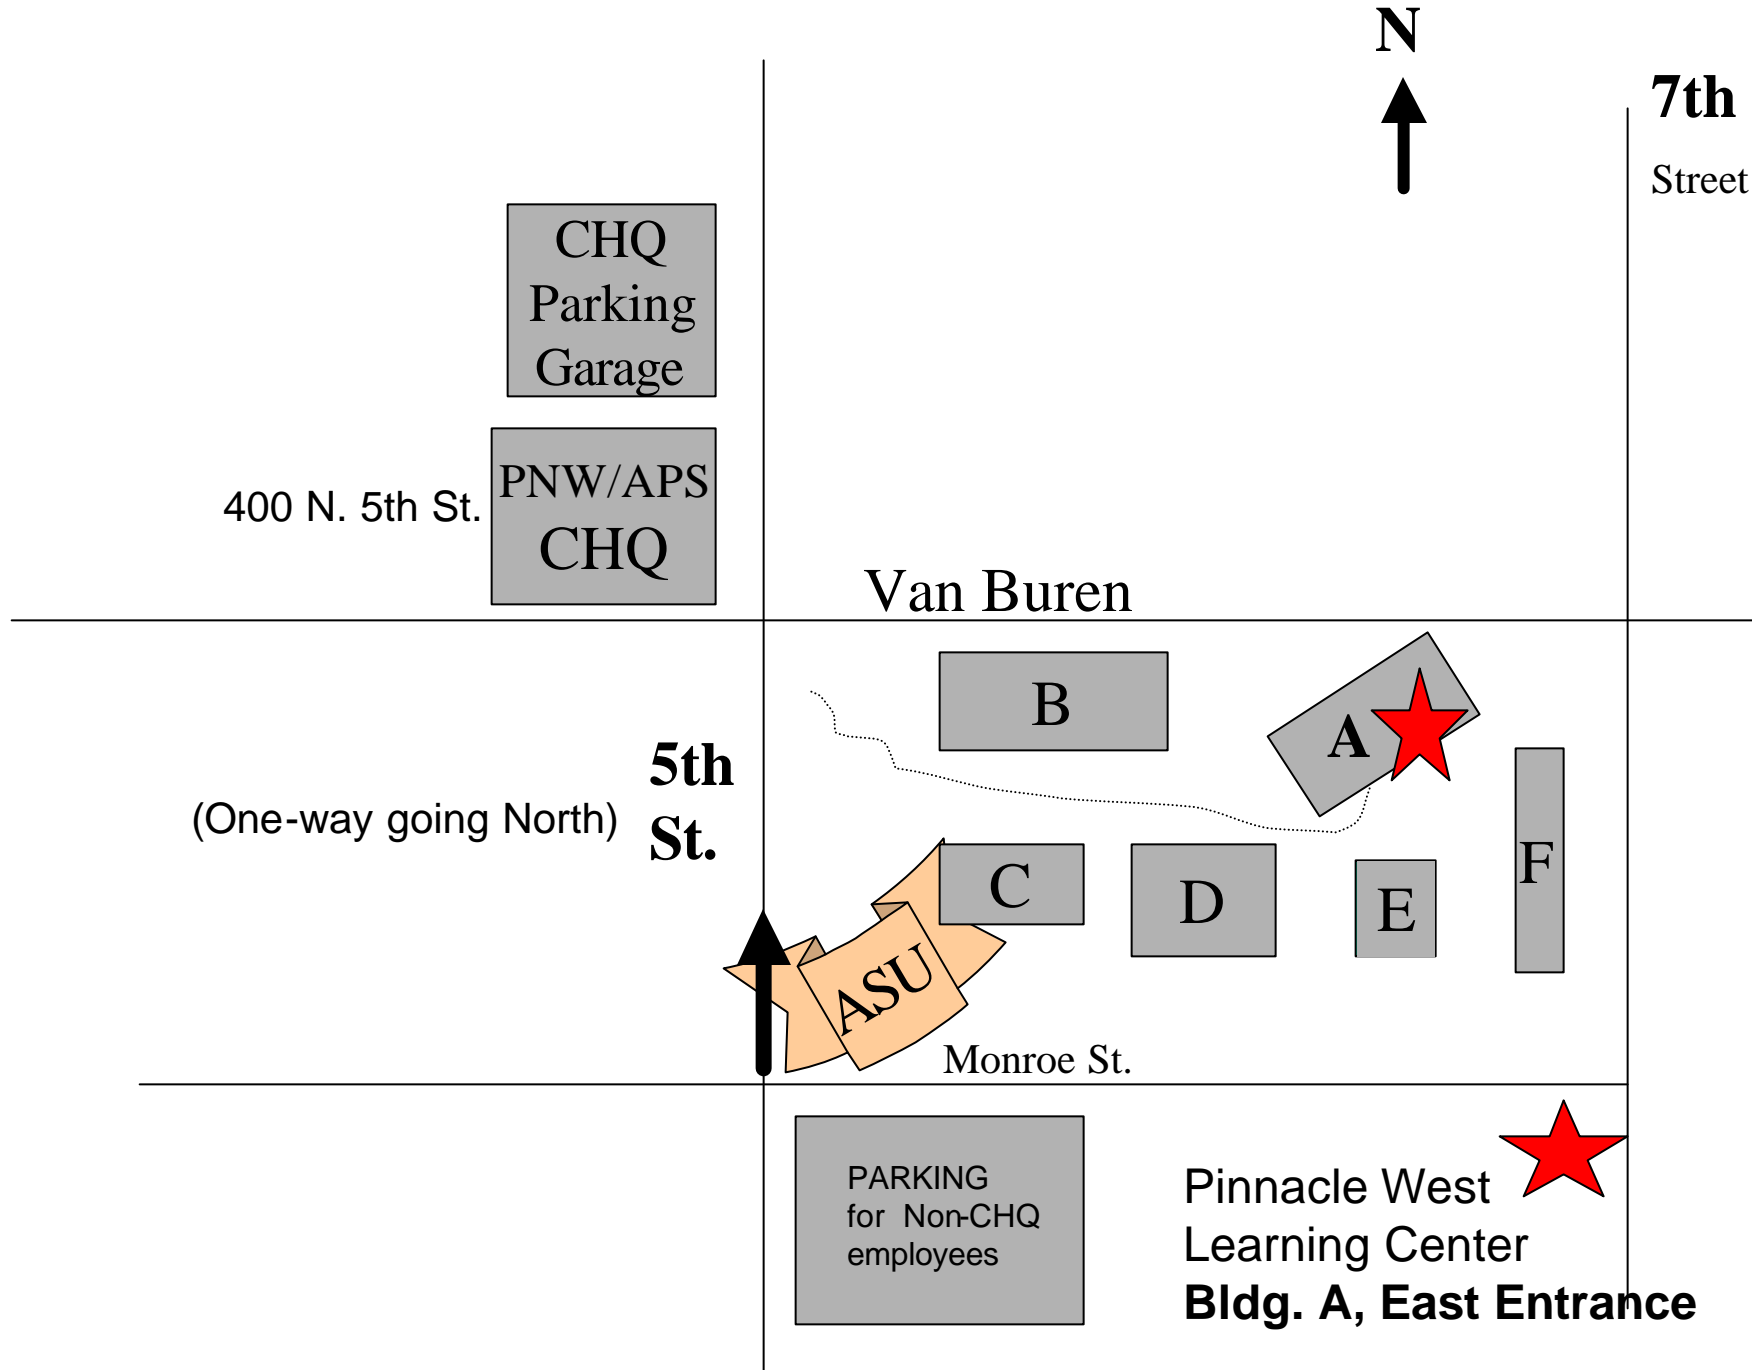 N
7th
Street
CHQ
Parking
Garage
400 N. 5th St.
PNW/APS
CHQ
Van Buren
B
A
5th
St.
(One-way going North)
C
D
E
F
ASU
Monroe St.
PARKING
for Non-CHQ
employees
Pinnacle West
Learning Center
Bldg. A, East Entrance